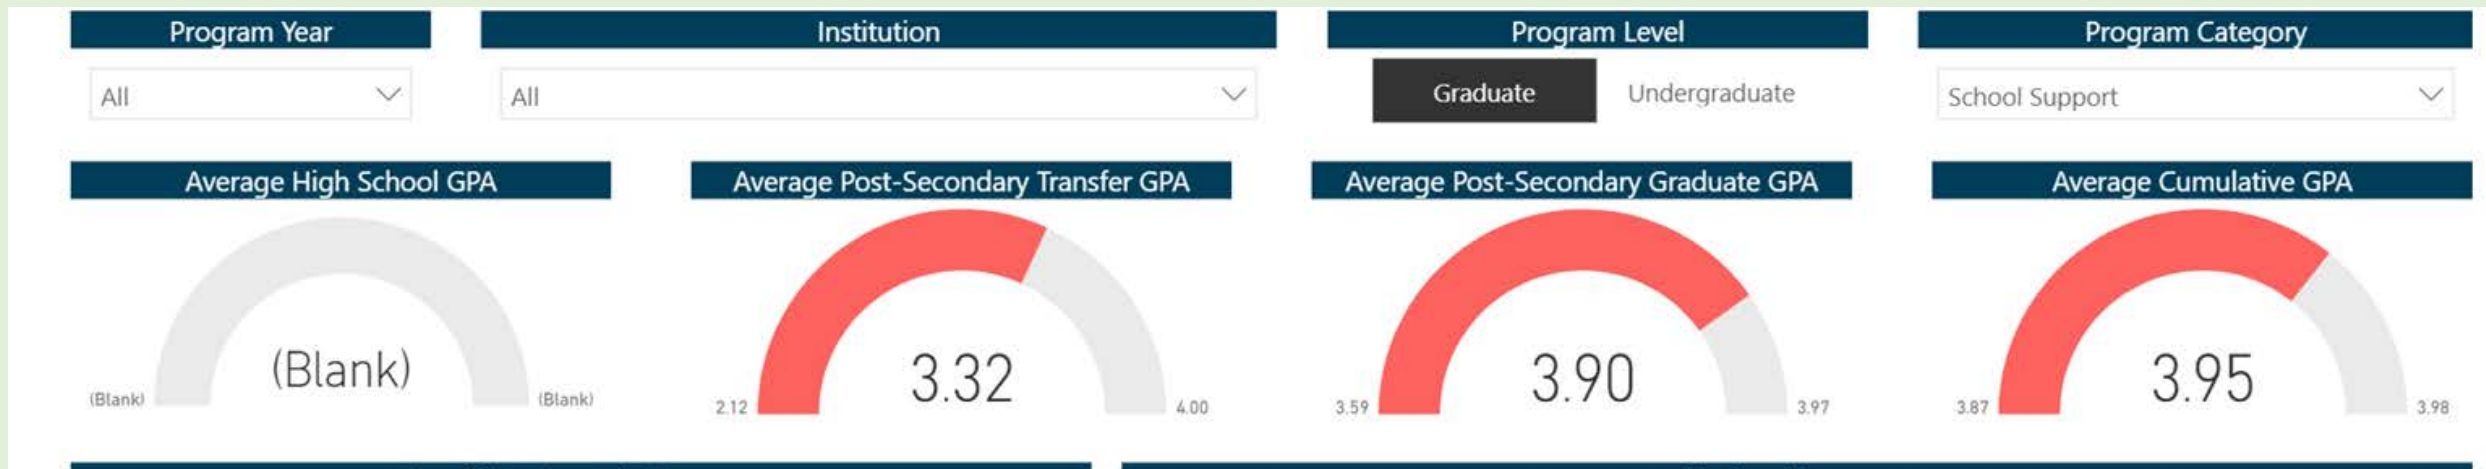 Program Year
Institution
Program Level
Program Category
All
All
Graduate
Undergraduate
School Support
Average High School GPA
Average Post-Secondary Transfer GPA
Average Post-Secondary Graduate GPA
Average Cumulative GPA
(Blank)
(Blank)
(Blank)
3.32
2.12
4.00
3.90
3.59
3.97
3.95
3.87
3.98